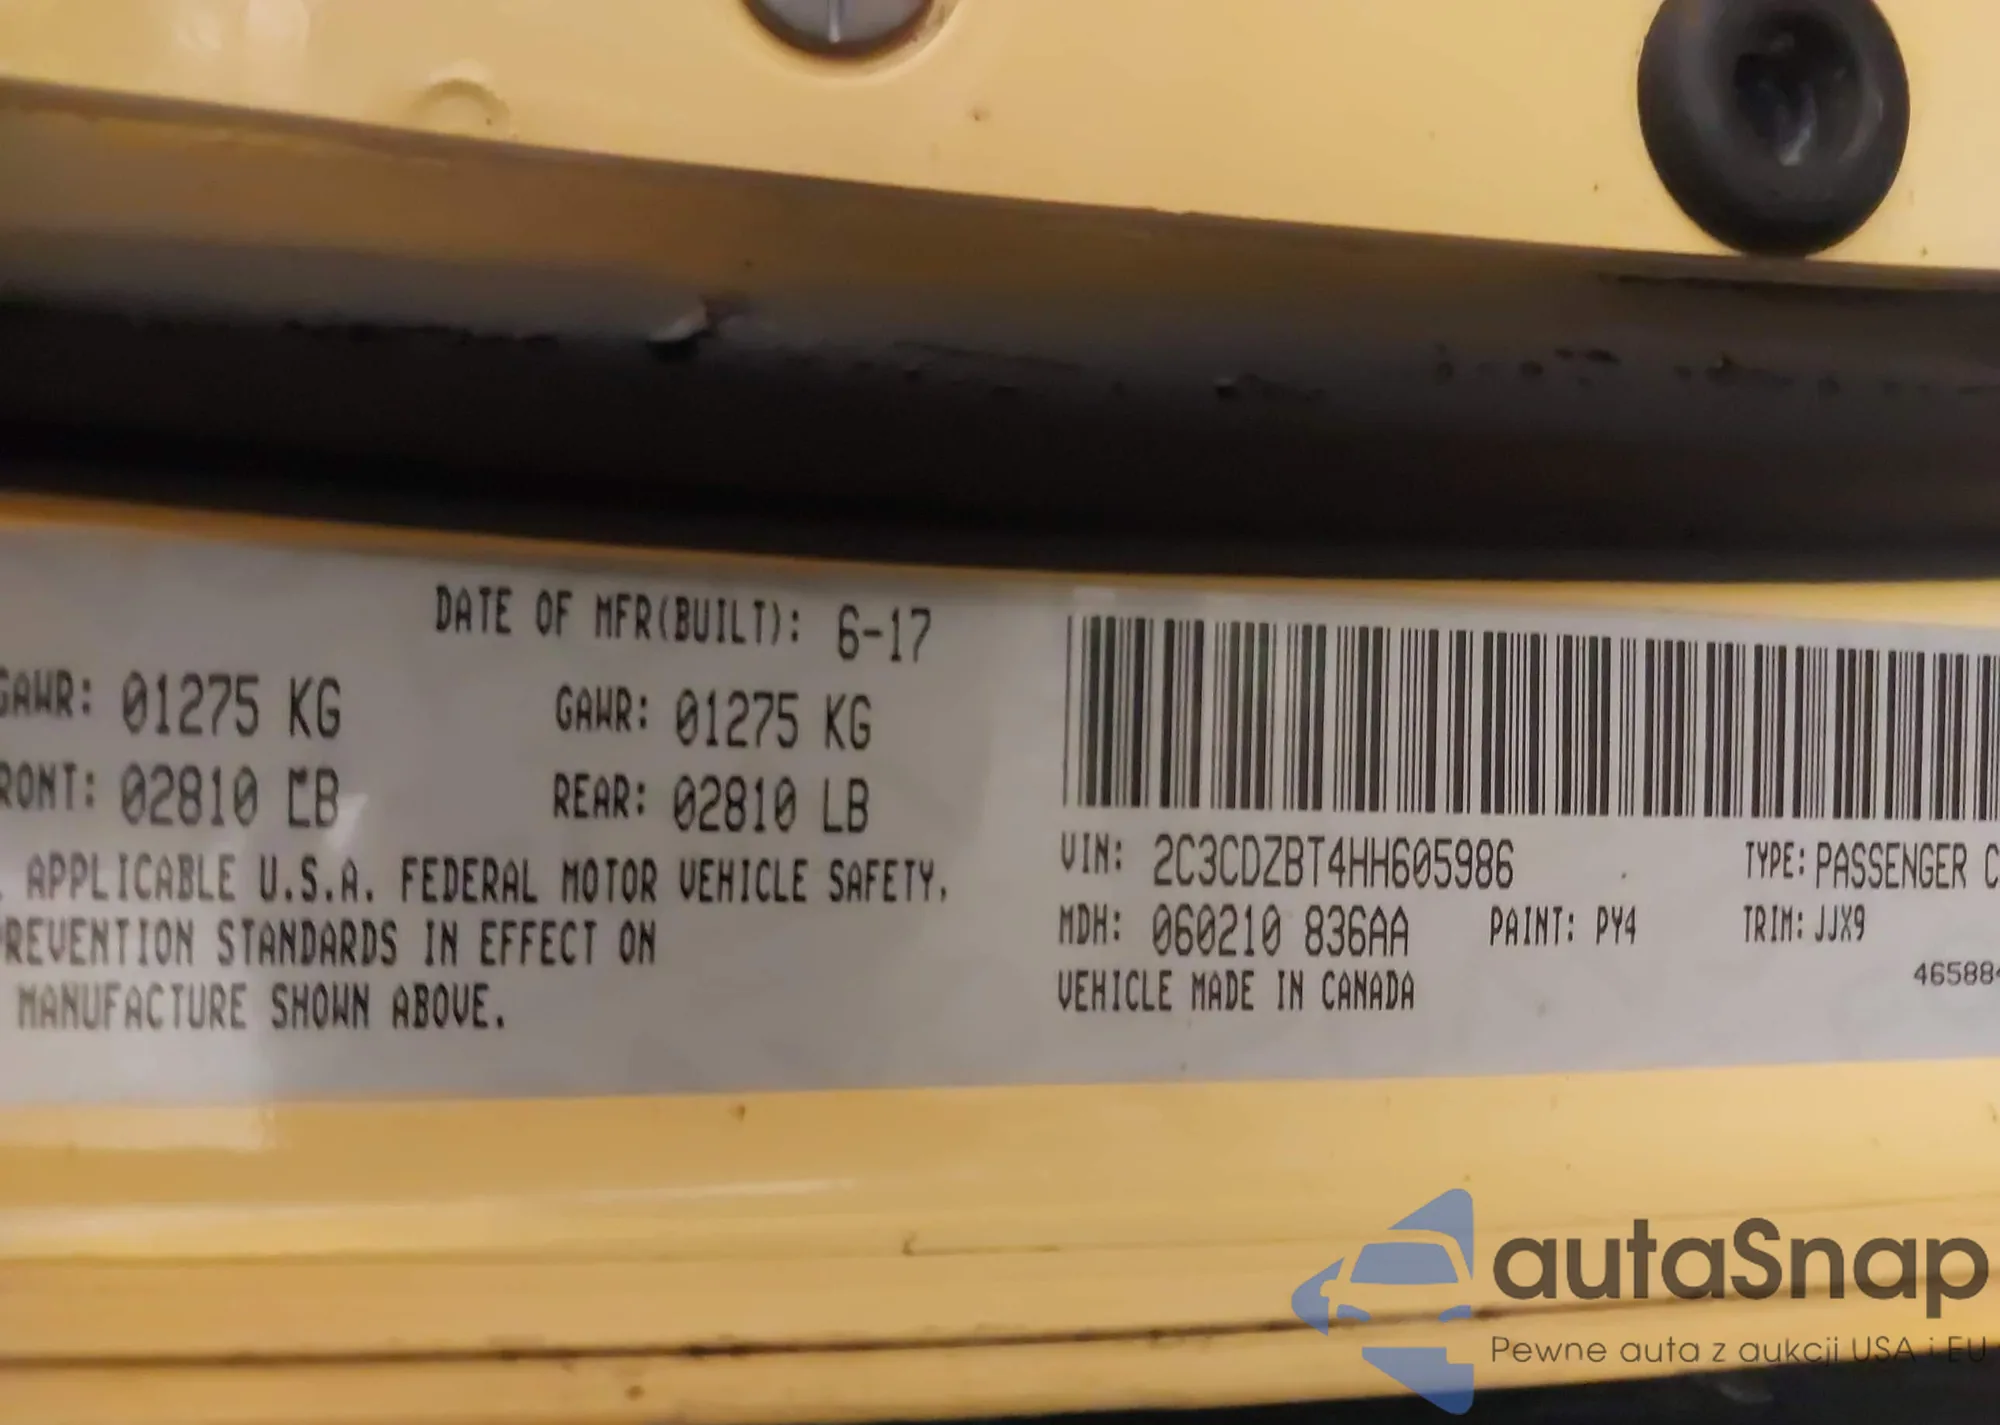 DATE OF MFR(BUILT): 6-17
GAWR: 01275 KG GAWR: 01275 KG
RONT: 02810 LB REAR: 02810 LB
APPLICABLE U.S.A. FEDERAL MOTOR VEHICLE SAFETY,
PREVENTION STANDARDS IN EFFECT ON
MANUFACTURE SHOWN ABOVE.
VIN: 2C3CDZBT4HH605986 TYPE: PASSENGER C
MDH: 060210 836AA PAINT: PY4 TRIM: JJX9
VEHICLE MADE IN CANADA
46588
autaSnap
Pewne auta z aukcji USA i EU